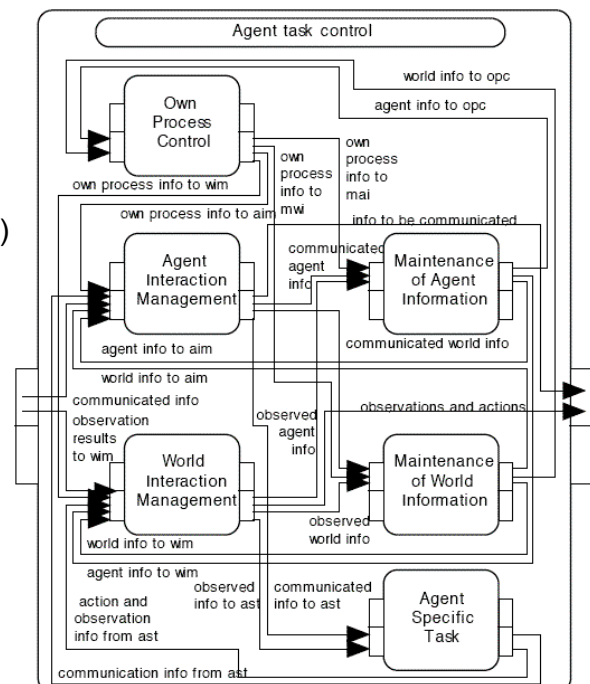 Agent task control
world info to opc
agent info to opc
Own
Process
Control
own
process
info to
mwi
own
process
info to
mai
own process info to wim
own process info to aim
info to be communicated
)
Agent
Interaction
Management
communicated
agent
info
Maintenance
of Agent
Information
agent info to aim
communicated world info
world info to aim
communicated info
observation
results
to wim
observed
agent
info
observations and actions
World
Interaction
Management
Maintenance
of World
Information
observed
world info
world info to wim
agent info to wim
observed
info to ast
communicated
info to ast
action and
observation
info from ast
Agent
Specific
Task
communication info from ast